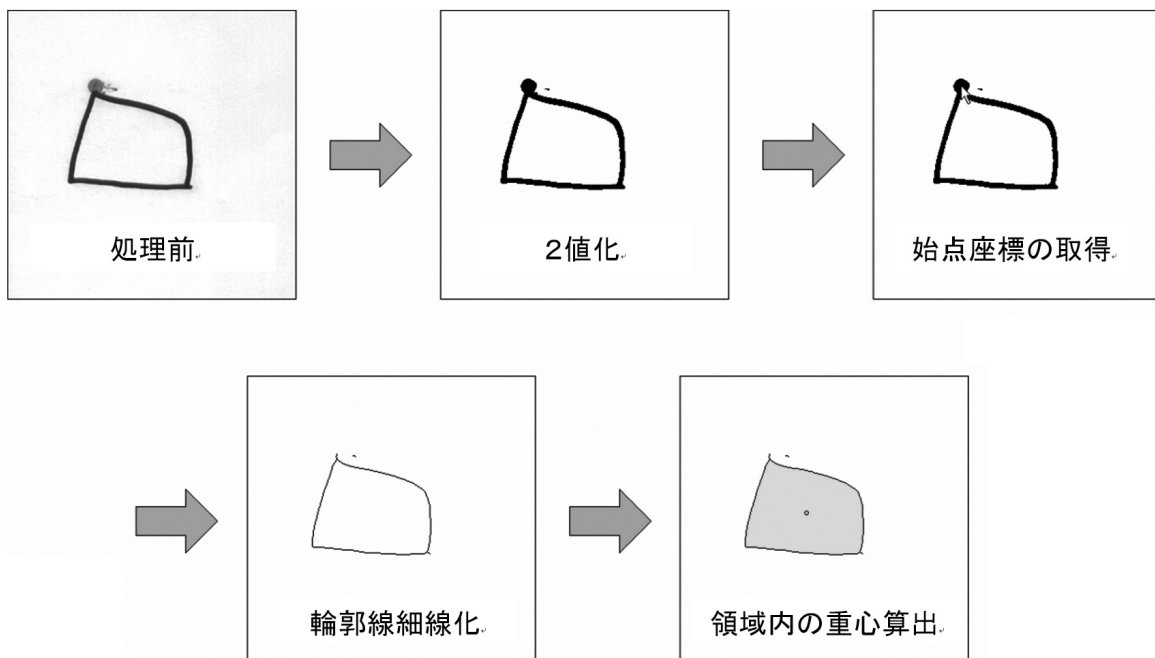 処理前
２値化
始点座標の取得
輪郭線細線化
領域内の重心算出